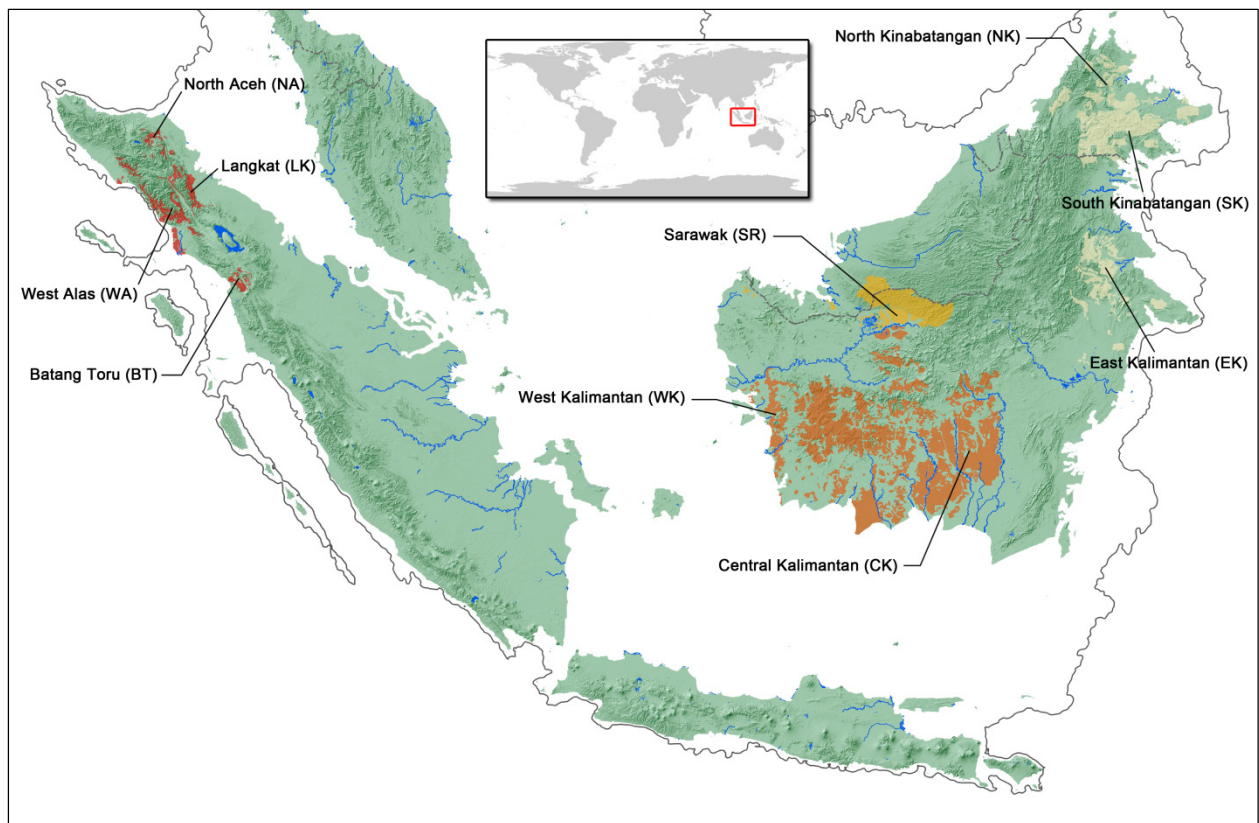 North Kinabatangan (NK)
North Aceh (NA)
Langkat (LK)
South Kinabatangan (SK)
Sarawak (SR)
West Alas (WA)
Batang Toru (BT)
East Kalimantan (EK)
West Kalimantan (WK)
Central Kalimantan (CK)